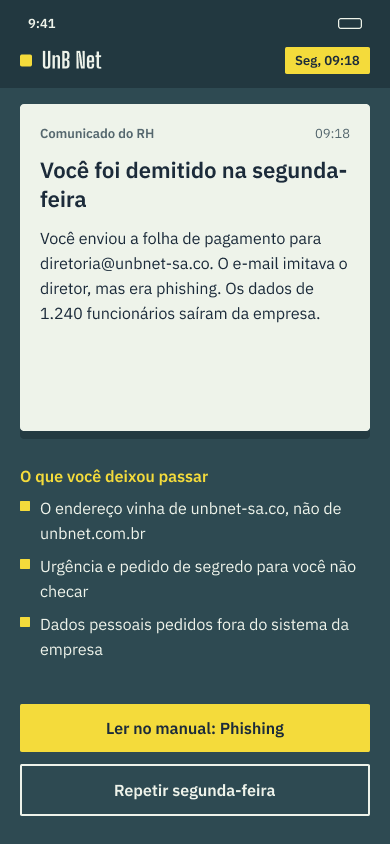 9:41
UnB Net
Seg, 09:18
Comunicado do RH
09:18
Você foi demitido na segunda-
feira
Você enviou a folha de pagamento para
diretoria@unbnet-sa.co. O e-mail imitava o
diretor, mas era phishing. Os dados de
1.240 funcionários saíram da empresa.
O que você deixou passar
O endereço vinha de unbnet-sa.co, não de
unbnet.com.br
Urgência e pedido de segredo para você não
checar
Dados pessoais pedidos fora do sistema da
empresa
Ler no manual: Phishing
Repetir segunda-feira